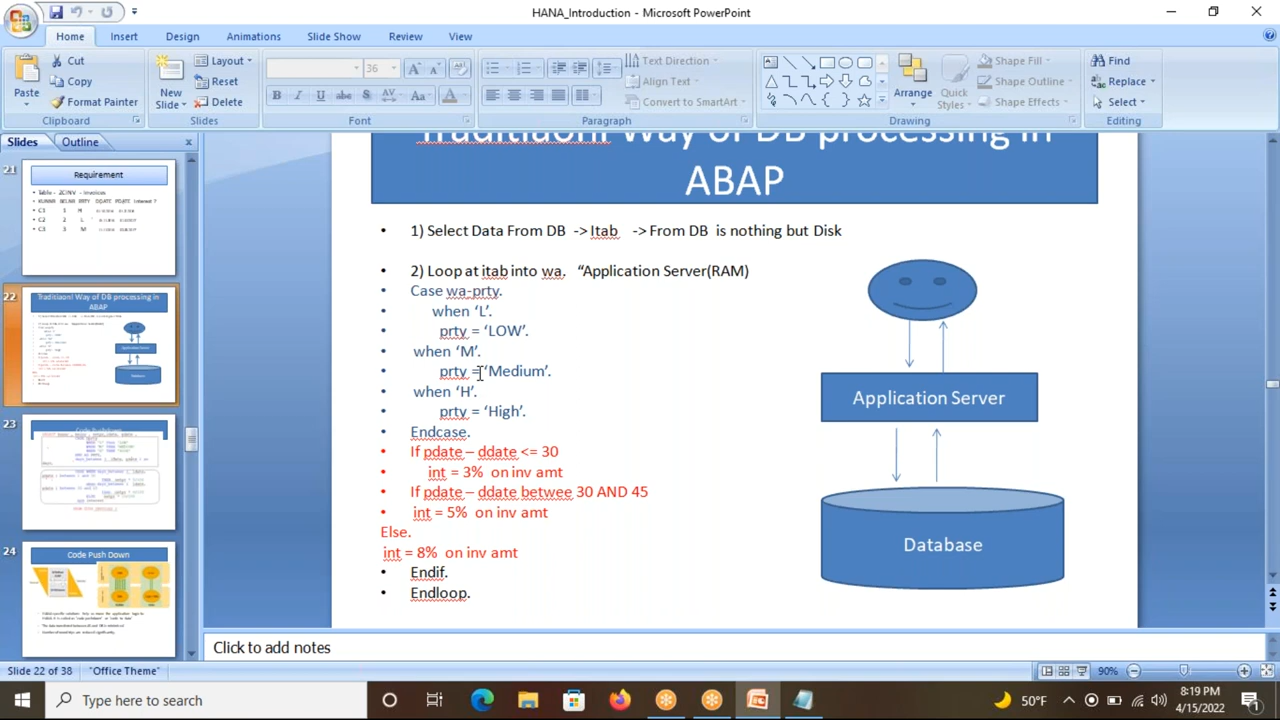 HANA_Introduction - Microsoft PowerPoint
Home Insert Design Animations Slide Show Review View
Cut
Copy
Format Painter
Paste
Clipboard
New
Slide
Layout
Reset
Delete
Slides
36
Font
Text Direction
Align Text
Convert to SmartArt
Paragraph
Arrange
Quick
Styles
Shape Fill
Shape Outline
Shape Effects
Drawing
Find
Replace
Select
Editing
Slides Outline
21
Requirement
22
Traditiaonl Way of DB processing in
ABAP
Application Server
Database
23
24
Code Push Down
Traditiaonl Way of DB processing in
ABAP
• 1) Select Data From DB -> Itab -> From DB is nothing but Disk
• 2) Loop at itab into wa. “Application Server(RAM)
• Case wa-prty.
• when ‘L’.
• prty = ‘LOW’.
• when ‘M’.
• prty = ‘Medium’.
• when ‘H’.
• prty = ‘High’.
• Endcase.
• If pdate – ddate <= 30
• int = 3% on inv amt
• If pdate – ddate betwee 30 AND 45
• int = 5% on inv amt
Else.
int = 8% on inv amt
• Endif.
• Endloop.
Application Server
Database
Click to add notes
Slide 22 of 38 "Office Theme" 90%
Type here to search
50°F
8:19 PM
4/15/2022